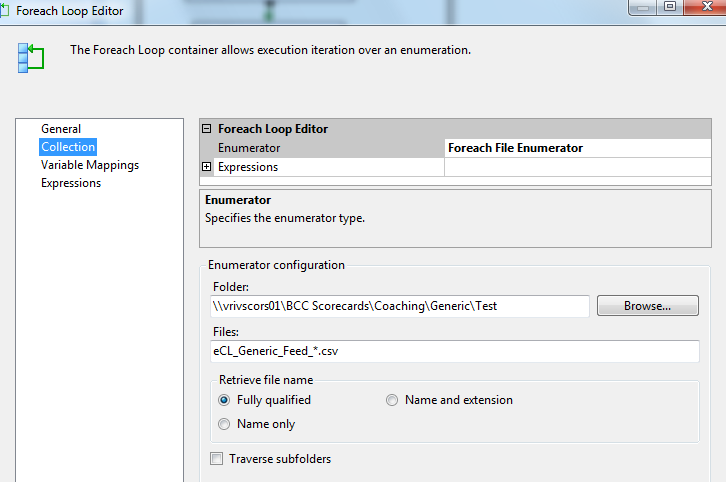 Foreach Loop Editor
The Foreach Loop container allows execution iteration over an enumeration.
General
Collection
Variable Mappings
Expressions
Foreach Loop Editor
Enumerator Foreach File Enumerator
Expressions
Enumerator
Specifies the enumerator type.
Enumerator configuration
Folder:
\\vrivscors01\BCC Scorecards\Coaching\Generic\Test
Browse...
Files:
eCL_Generic_Feed_*.csv
Retrieve file name
Fully qualified Name and extension
Name only
Traverse subfolders